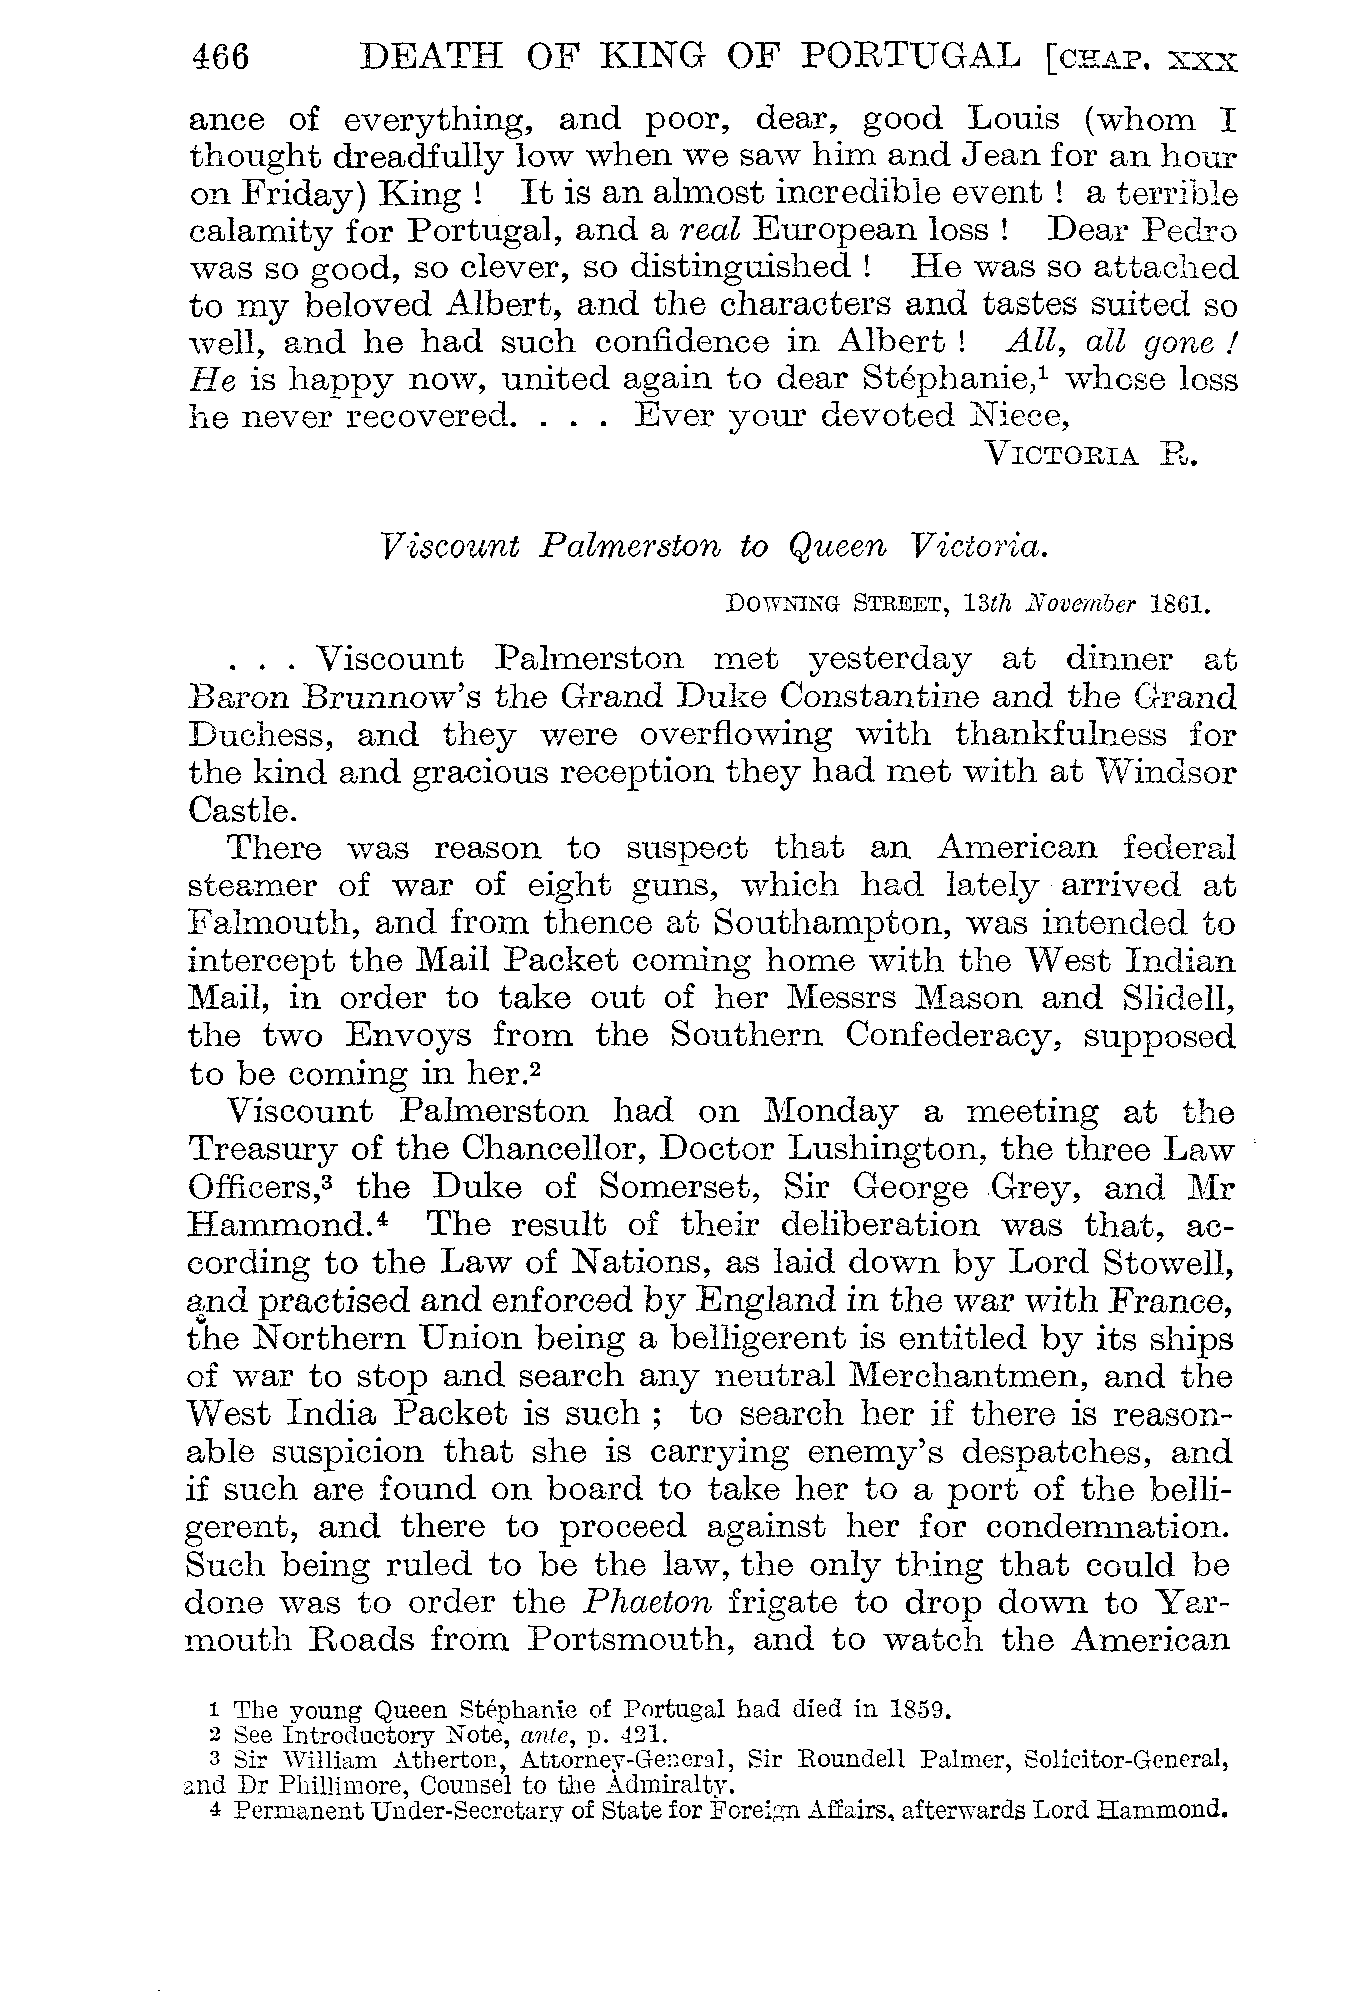 466 DEATH OF KING OF PORTUGAL [CHAP. XXX
ance of everything, and poor, dear, good Louis (whom I
thought dreadfully low when we saw him and Jean for an hour
on Friday) King ! It is an almost incredible event ! a terrible
calamity for Portugal, and a real European loss ! Dear Pedro
was so good, so clever, so distinguished ! He was so attached
to my beloved Albert, and the characters and tastes suited so
well, and he had such confidence in Albert ! All, all gone !
He is happy now, united again to dear Stéphanie,¹ whose loss
he never recovered. . . . Ever your devoted Niece,
VICTORIA R.
Viscount Palmerston to Queen Victoria.
DOWNING STREET, 13th November 1861.
. . . Viscount Palmerston met yesterday at dinner at
Baron Brunnow's the Grand Duke Constantine and the Grand
Duchess, and they were overflowing with thankfulness for
the kind and gracious reception they had met with at Windsor
Castle.
There was reason to suspect that an American federal
steamer of war of eight guns, which had lately arrived at
Falmouth, and from thence at Southampton, was intended to
intercept the Mail Packet coming home with the West Indian
Mail, in order to take out of her Messrs Mason and Slidell,
the two Envoys from the Southern Confederacy, supposed
to be coming in her.²
Viscount Palmerston had on Monday a meeting at the
Treasury of the Chancellor, Doctor Lushington, the three Law
Officers,³ the Duke of Somerset, Sir George Grey, and Mr
Hammond.⁴ The result of their deliberation was that, ac-
cording to the Law of Nations, as laid down by Lord Stowell,
and practised and enforced by England in the war with France,
the Northern Union being a belligerent is entitled by its ships
of war to stop and search any neutral Merchantmen, and the
West India Packet is such ; to search her if there is reason-
able suspicion that she is carrying enemy's despatches, and
if such are found on board to take her to a port of the belli-
gerent, and there to proceed against her for condemnation.
Such being ruled to be the law, the only thing that could be
done was to order the Phaeton frigate to drop down to Yar-
mouth Roads from Portsmouth, and to watch the American
1 The young Queen Stéphanie of Portugal had died in 1859.
2 See Introductory Note, ante, p. 421.
3 Sir William Atherton, Attorney-General, Sir Roundell Palmer, Solicitor-General,
and Dr Phillimore, Counsel to the Admiralty.
4 Permanent Under-Secretary of State for Foreign Affairs, afterwards Lord Hammond.